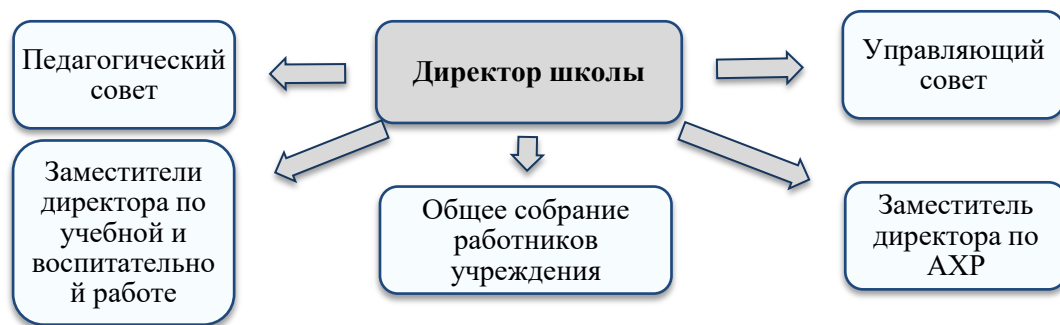 Педагогический
совет
Директор школы
Управляющий
совет
Заместители
директора по
учебной и
воспитательно
й работе
Общее собрание
работников
учреждения
Заместитель
директора по
АХР